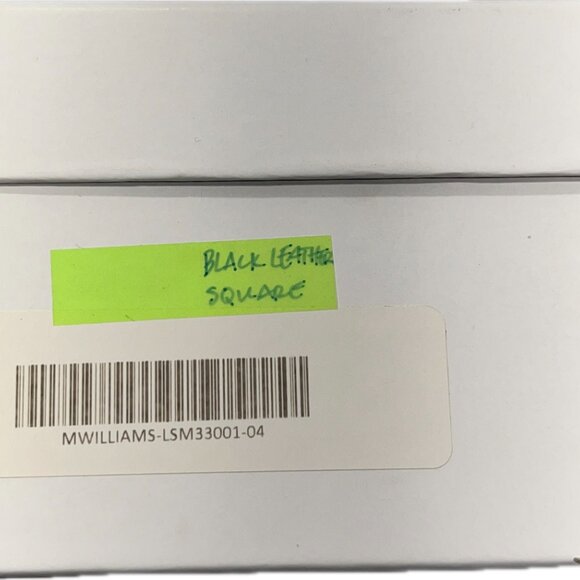 BLACK LEATHER
SQUARE
MWILLIAMS-LSM33001-04